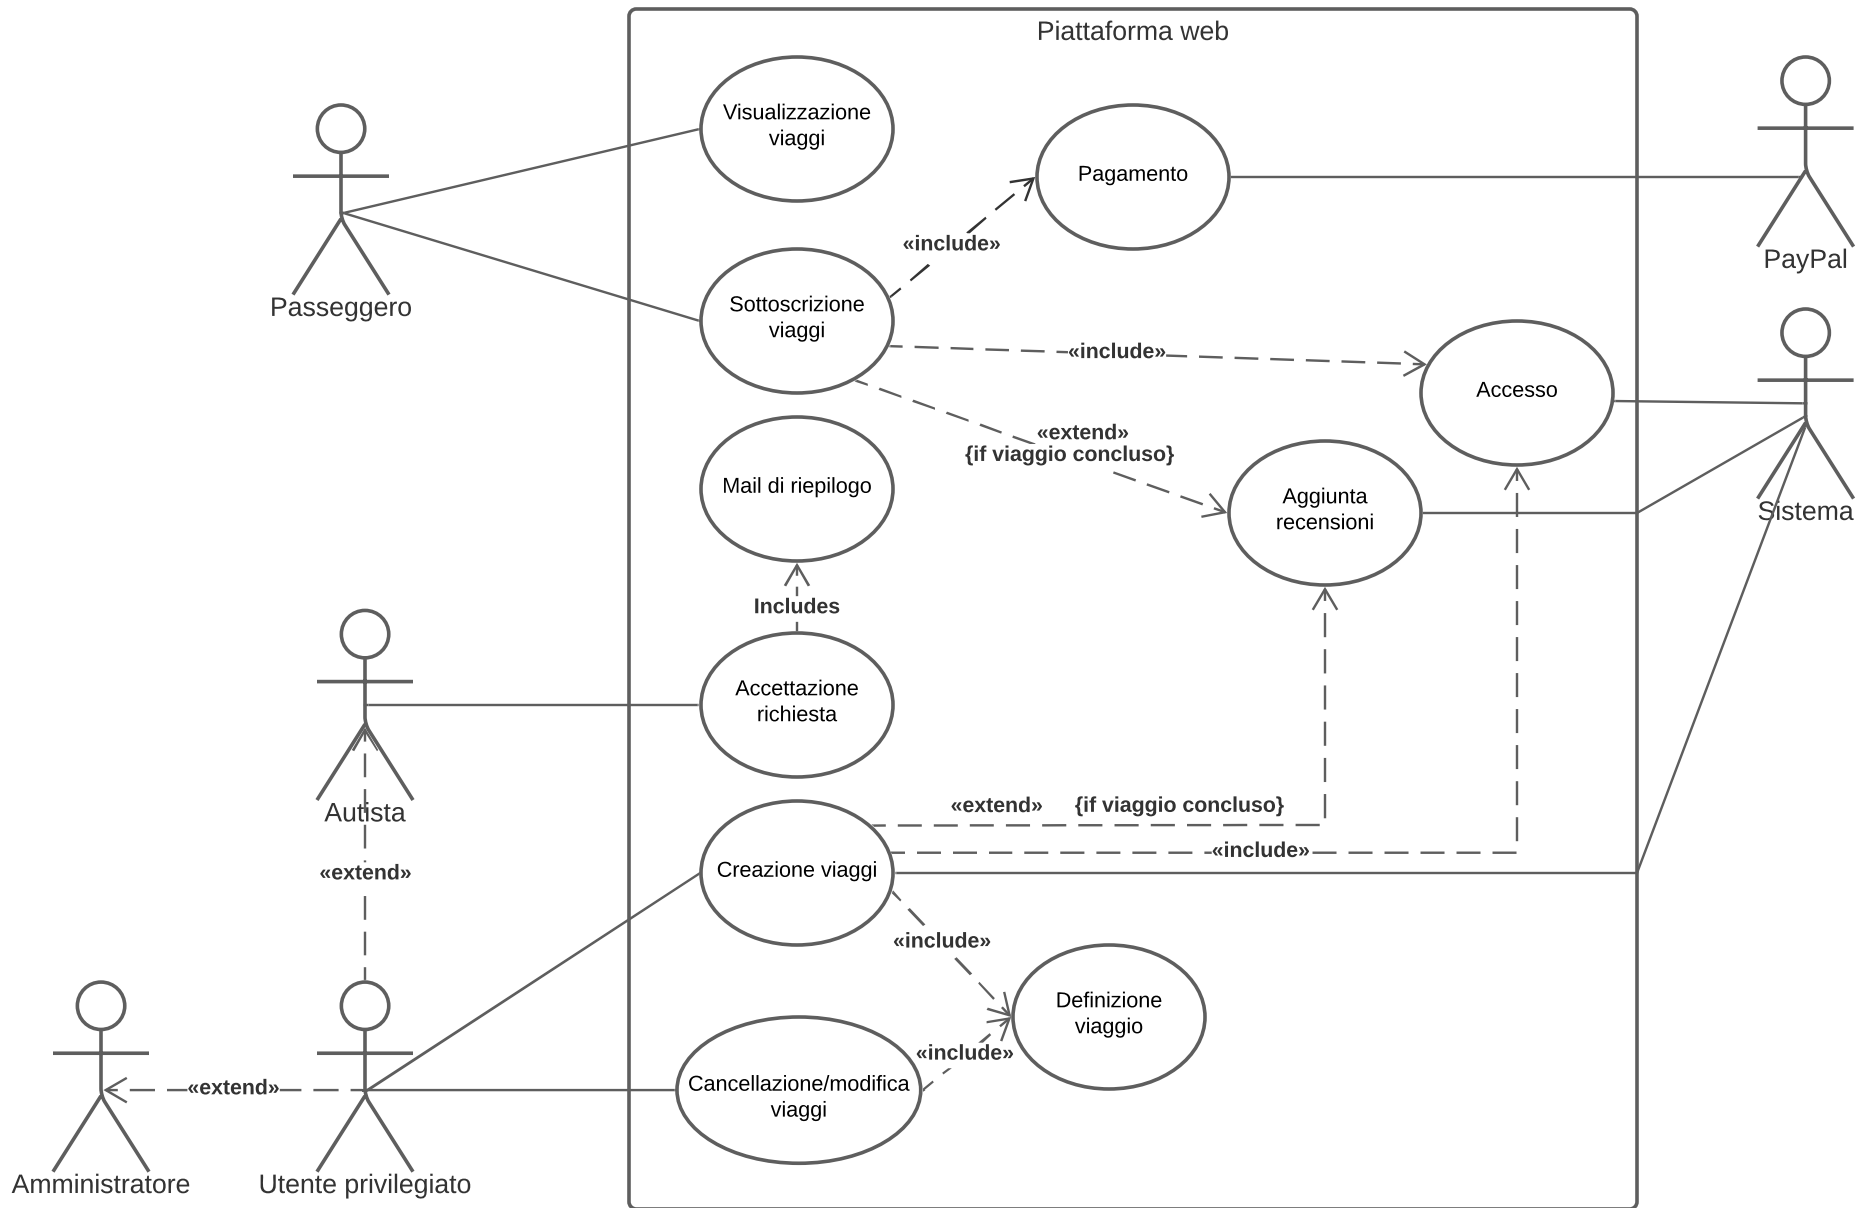 Piattaforma web
Visualizzazione
viaggi
Pagamento
«include»
PayPal
Passeggero
Sottoscrizione
viaggi
«include»
Accesso
«extend»
{if viaggio concluso}
Mail di riepilogo
Aggiunta
recensioni
Sistema
Includes
Accettazione
richiesta
Autista
«extend»
{if viaggio concluso}
«include»
«extend»
Creazione viaggi
«include»
Definizione
viaggio
«include»
«extend»
Cancellazione/modifica
viaggi
Amministratore
Utente privilegiato